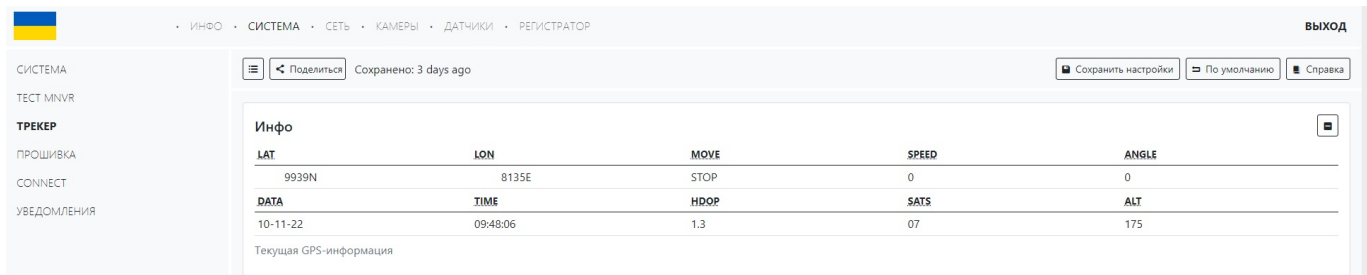 • ИНФО • СИСТЕМА • СЕТЬ • КАМЕРЫ • ДАТЧИКИ • РЕГИСТРАТОР ВЫХОД
СИСТЕМА
ТЕСТ MNVR
ТРЕКЕР
ПРОШИВКА
CONNECT
УВЕДОМЛЕНИЯ
Поделиться Сохранено: 3 days ago Сохранить настройки По умолчанию Справка
Инфо
LAT LON MOVE SPEED ANGLE
9939N 8135E STOP 0 0
DATA TIME HDOP SATS ALT
10-11-22 09:48:06 1.3 07 175
Текущая GPS-информация